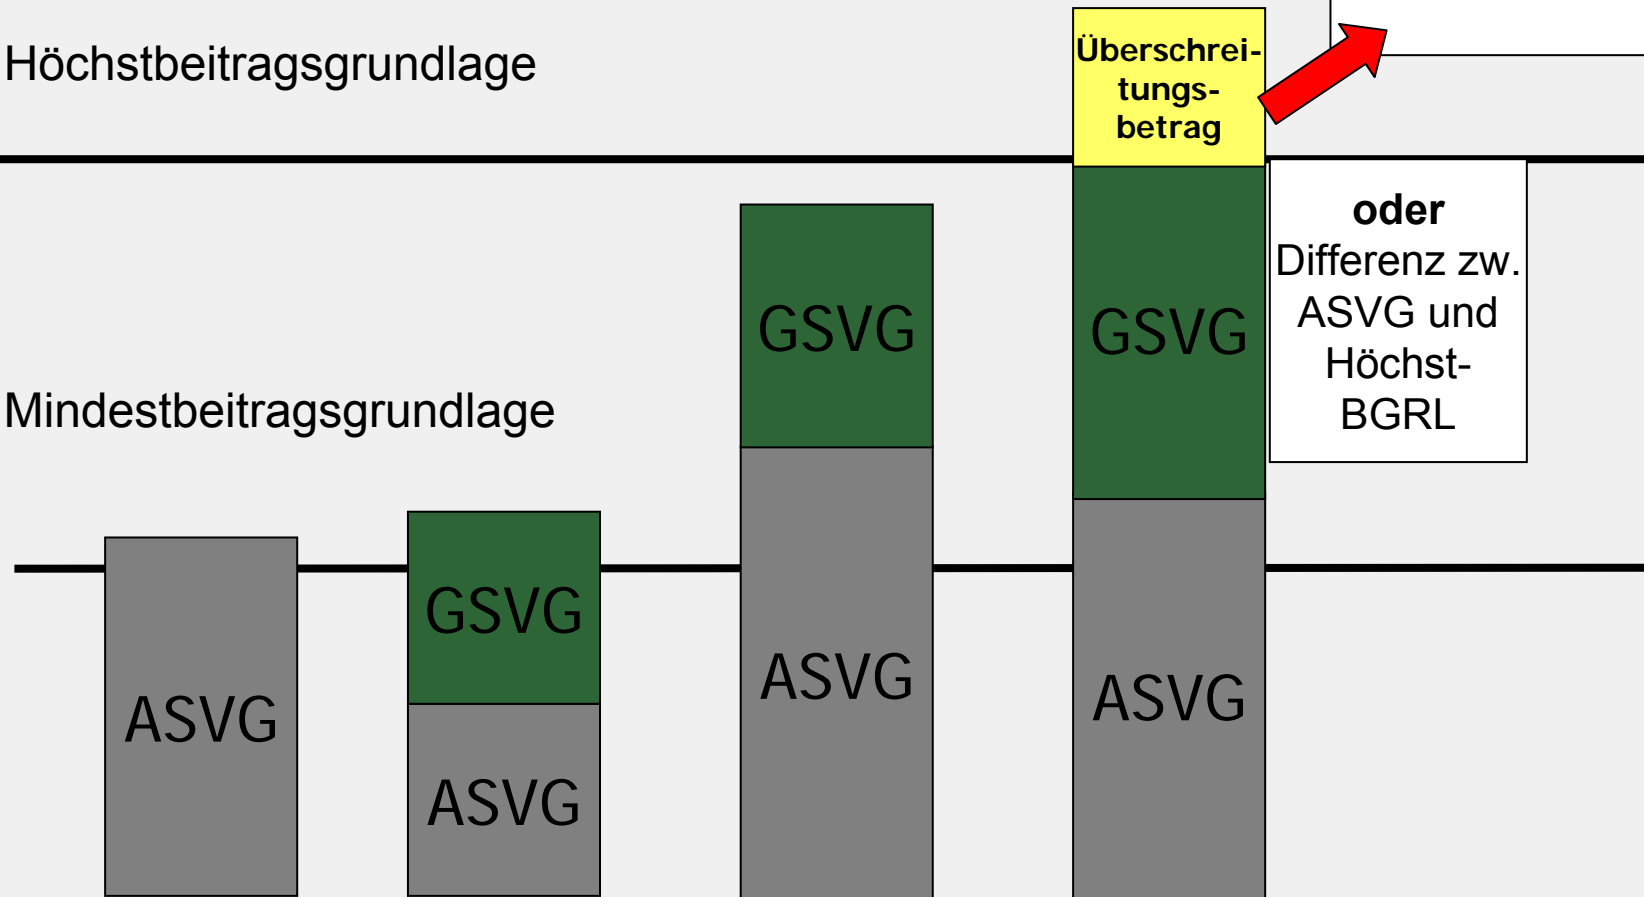 Höchstbeitragsgrundlage
Überschrei-
tungs-
betrag
oder
Differenz zw.
ASVG und
Höchst-
BGRL
GSVG
GSVG
Mindestbeitragsgrundlage
GSVG
ASVG
ASVG
ASVG
ASVG